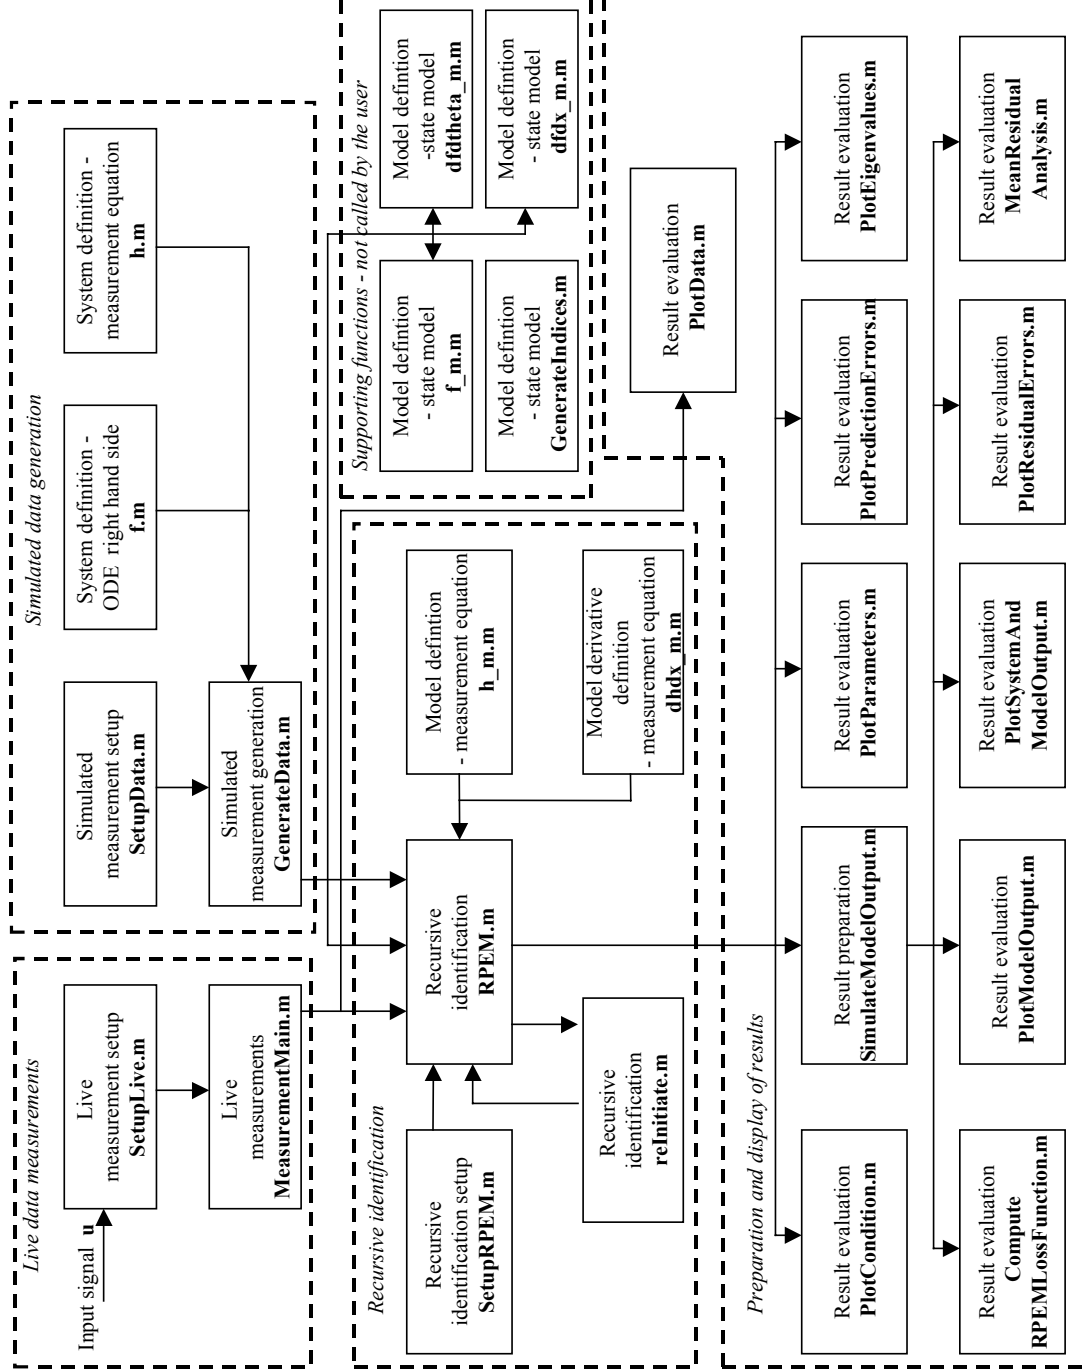 Live data measurements
Input signal u
Live
measurement setup
SetupLive.m
Live
measurements
MeasurementMain.m
Simulated data generation
Simulated
measurement setup
SetupData.m
System definition -
ODE right hand side
f.m
System definition -
measurement equation
h.m
Simulated
measurement generation
GenerateData.m
Recursive identification
Recursive
identification setup
SetupRPEM.m
Recursive
identification
RPEM.m
Model defintion
- measurement equation
h_m.m
Recursive
identification
reInitiate.m
Model derivative
definition
- measurement equation
dhdx_m.m
Supporting functions - not called by the user
Model defintion
- state model
f_m.m
Model defintion
-state model
dfdtheta_m.m
Model defintion
- state model
GenerateIndices.m
Model defintion
- state model
dfdx_m.m
Result evaluation
PlotData.m
Preparation and display of results
Result evaluation
PlotCondition.m
Result preparation
SimulateModelOutput.m
Result evaluation
PlotParameters.m
Result evaluation
PlotPredictionErrors.m
Result evaluation
PlotEigenvalues.m
Result evaluation
Compute
RPEMLossFunction.m
Result evaluation
PlotModelOutput.m
Result evaluation
PlotSystemAnd
ModelOutput.m
Result evaluation
PlotResidualErrors.m
Result evaluation
MeanResidual
Analysis.m